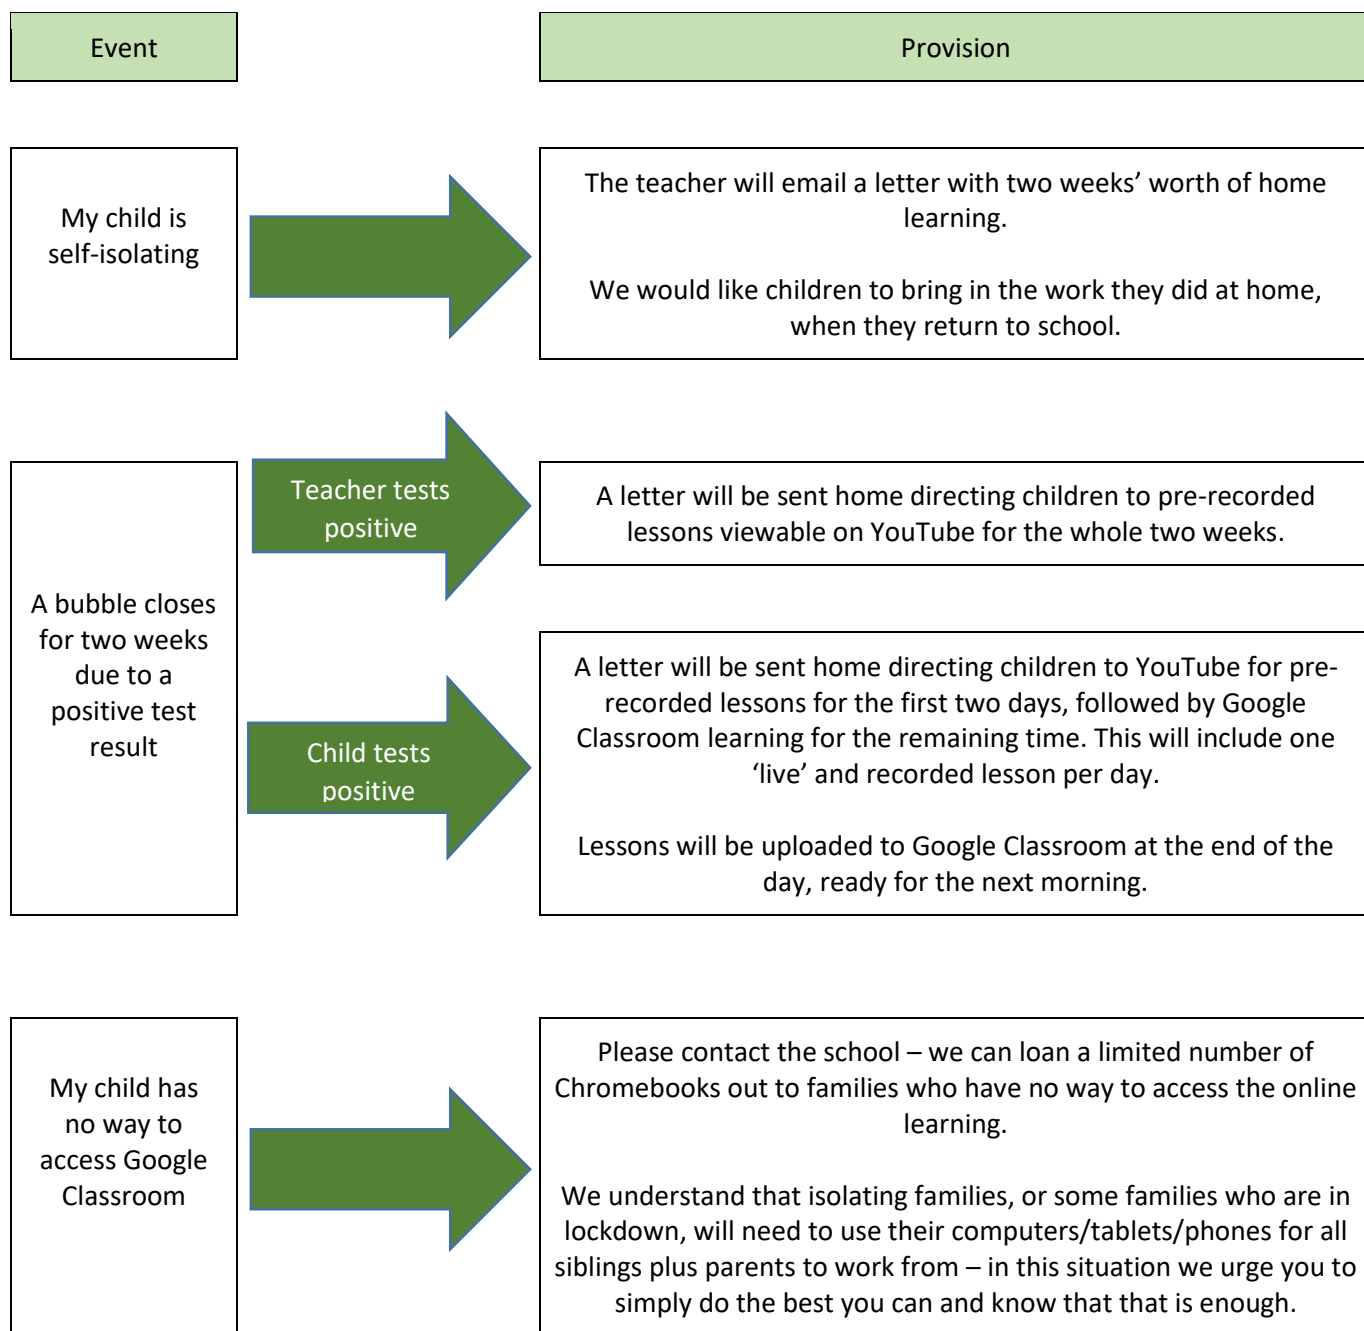 Event
Provision
My child is
self-isolating
The teacher will email a letter with two weeks’ worth of home
learning.
We would like children to bring in the work they did at home,
when they return to school.
A bubble closes
for two weeks
due to a
positive test
result
Teacher tests
positive
A letter will be sent home directing children to pre-recorded
lessons viewable on YouTube for the whole two weeks.
Child tests
positive
A letter will be sent home directing children to YouTube for pre-
recorded lessons for the first two days, followed by Google
Classroom learning for the remaining time. This will include one
‘live’ and recorded lesson per day.
Lessons will be uploaded to Google Classroom at the end of the
day, ready for the next morning.
My child has
no way to
access Google
Classroom
Please contact the school – we can loan a limited number of
Chromebooks out to families who have no way to access the online
learning.
We understand that isolating families, or some families who are in
lockdown, will need to use their computers/tablets/phones for all
siblings plus parents to work from – in this situation we urge you to
simply do the best you can and know that that is enough.